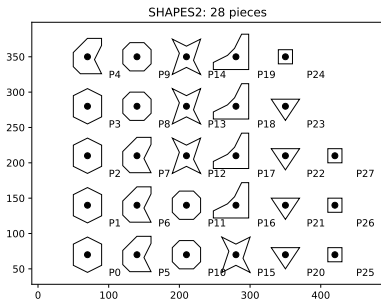 SHAPES2: 28 pieces
350
P4 P9 P14 P19 P24
300
P3 P8 P13 P18 P23
250
P2 P7 P12 P17 P22 P27
200
P1 P6 P11 P16 P21 P26
150
100
P0 P5 P10 P15 P20 P25
50
0 100 200 300 400